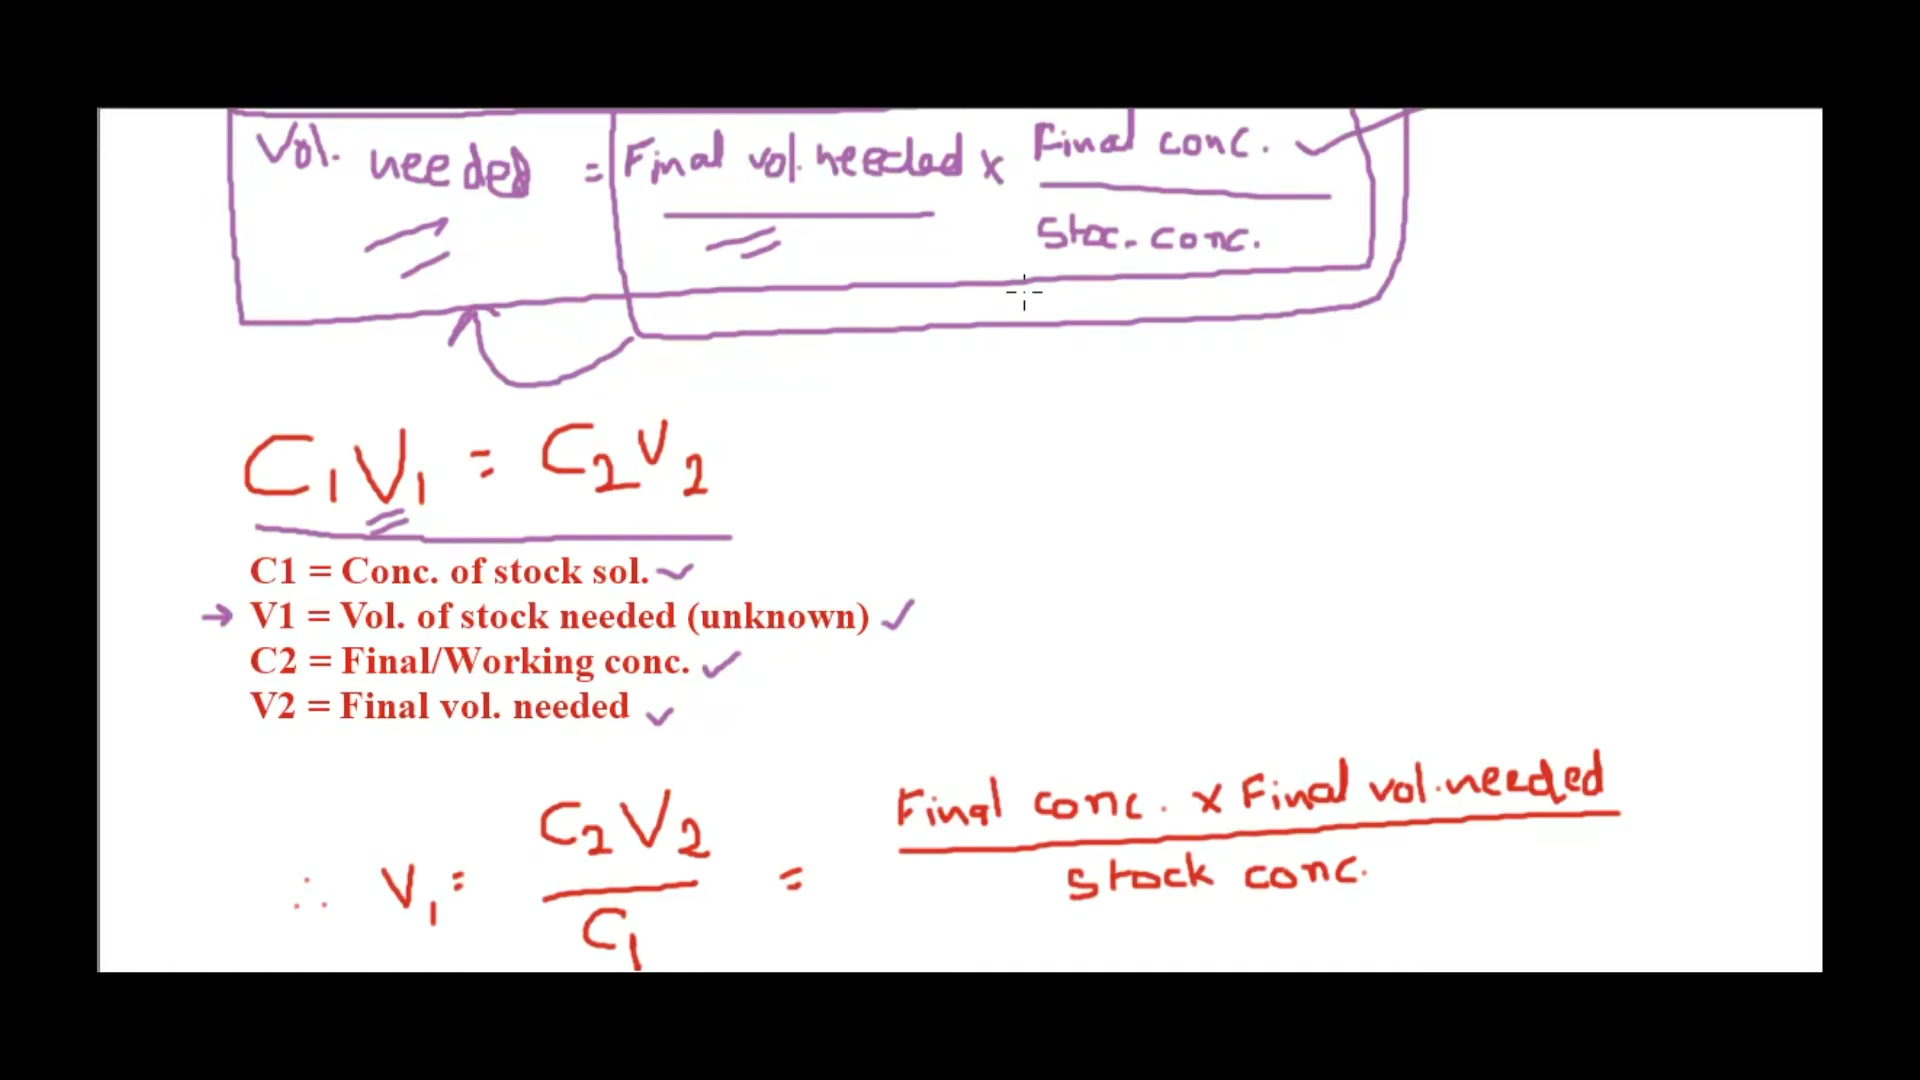 Vol. needed = Final vol. needed x Final conc.
Stoc. conc.
C1V1 = C2V2
C1 = Conc. of stock sol.
→ V1 = Vol. of stock needed (unknown)
C2 = Final/Working conc.
V2 = Final vol. needed
∴ V1 = C2V2 = Final conc. x Final vol. needed
C1 stock conc.